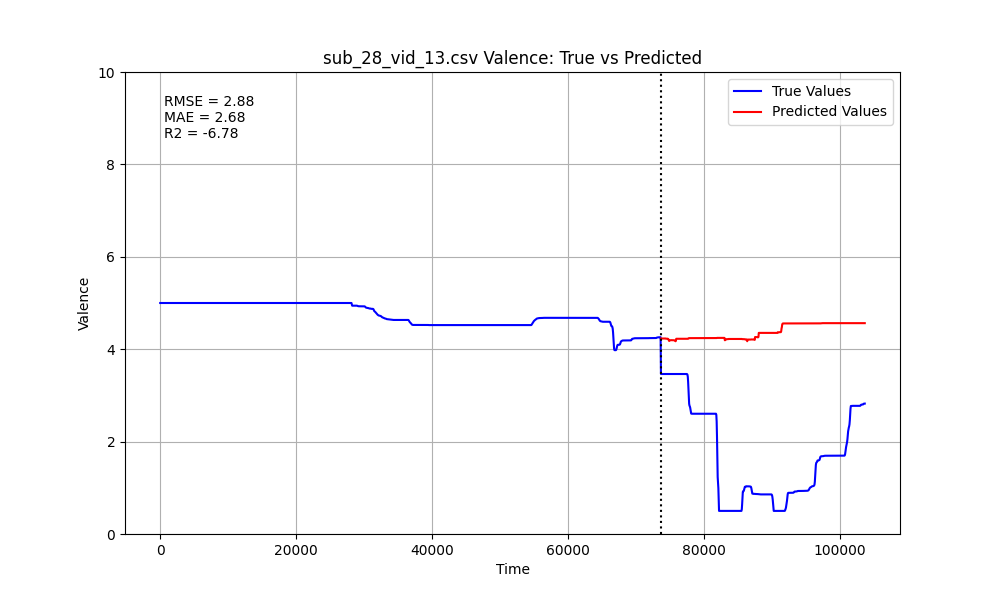 sub_28_vid_13.csv Valence: True vs Predicted
RMSE = 2.88
MAE = 2.68
R2 = -6.78
True Values
Predicted Values
10
8
6
4
2
0
Valence
0
20000
40000
60000
80000
100000
Time